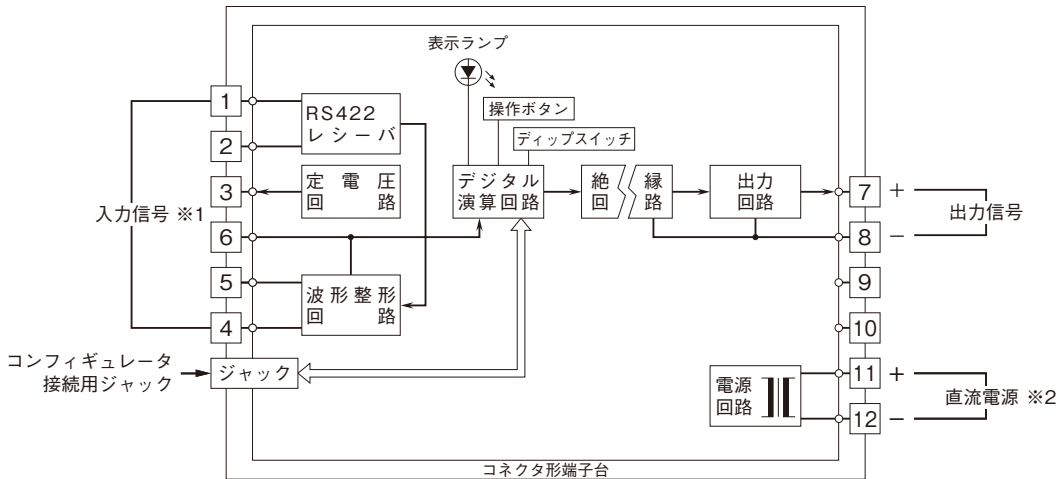 表示ランプ
操作ボタン
ディップスイッチ
1
2
3
6
5
4
入力信号 ※1
RS422
レシーバ
定電圧
回路
波形整形
回路
デジタル
演算回路
絶縁
回路
出力
回路
7 +
8 −
出力信号
9
10
11 +
12 −
直流電源 ※2
電源
回路
コンフィギュレータ
接続用ジャック
ジャック
コネクタ形端子台